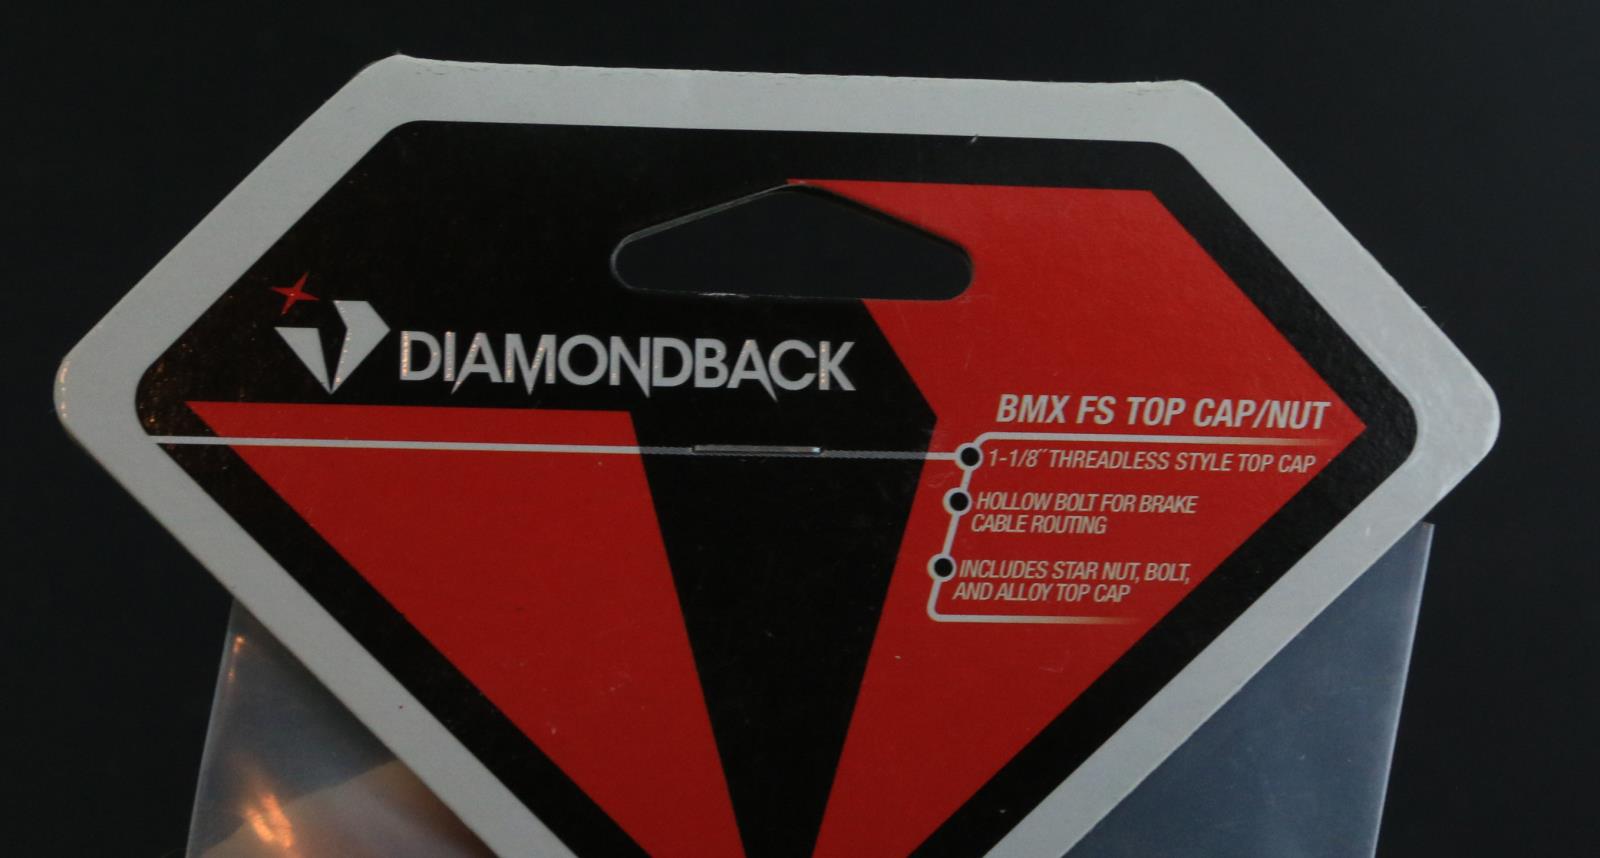 DIAMONDBACK
BMX FS TOP CAP/NUT
1-1/8˝ THREADLESS STYLE TOP CAP
HOLLOW BOLT FOR BRAKE
CABLE ROUTING
INCLUDES STAR NUT, BOLT,
AND ALLOY TOP CAP